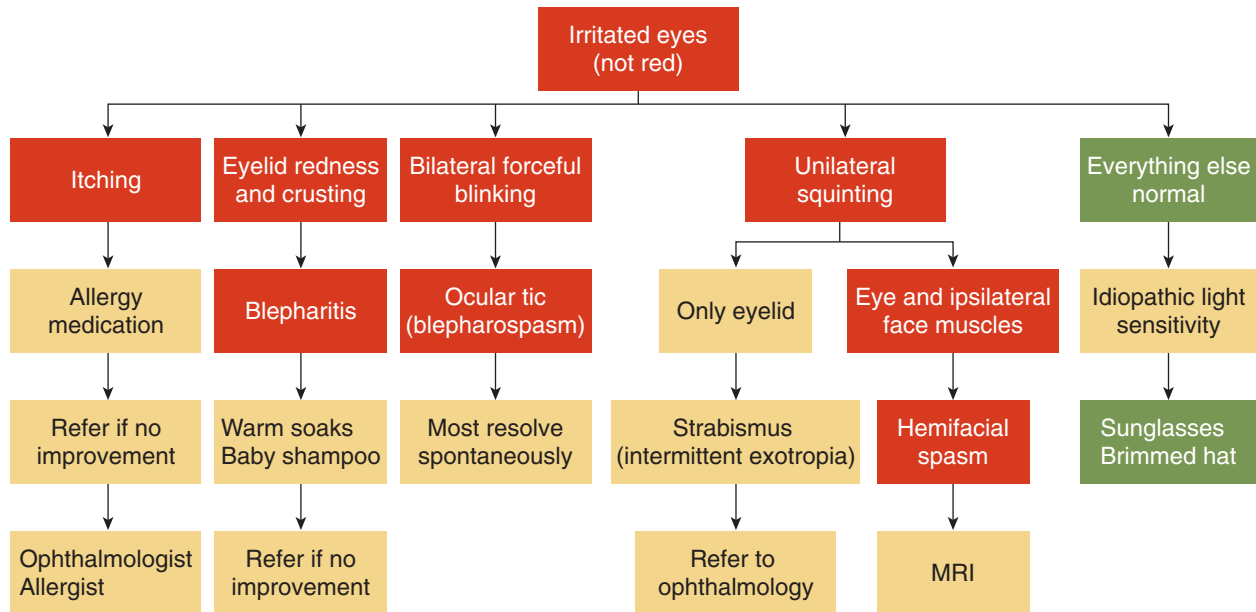 Irritated eyes
(not red)
Itching
Eyelid redness
and crusting
Bilateral forceful
blinking
Unilateral
squinting
Everything else
normal
Allergy
medication
Blepharitis
Ocular tic
(blepharospasm)
Only eyelid
Eye and ipsilateral
face muscles
Idiopathic light
sensitivity
Refer if no
improvement
Warm soaks
Baby shampoo
Most resolve
spontaneously
Strabismus
(intermittent exotropia)
Hemifacial
spasm
Sunglasses
Brimmed hat
Ophthalmologist
Allergist
Refer if no
improvement
Refer to
ophthalmology
MRI